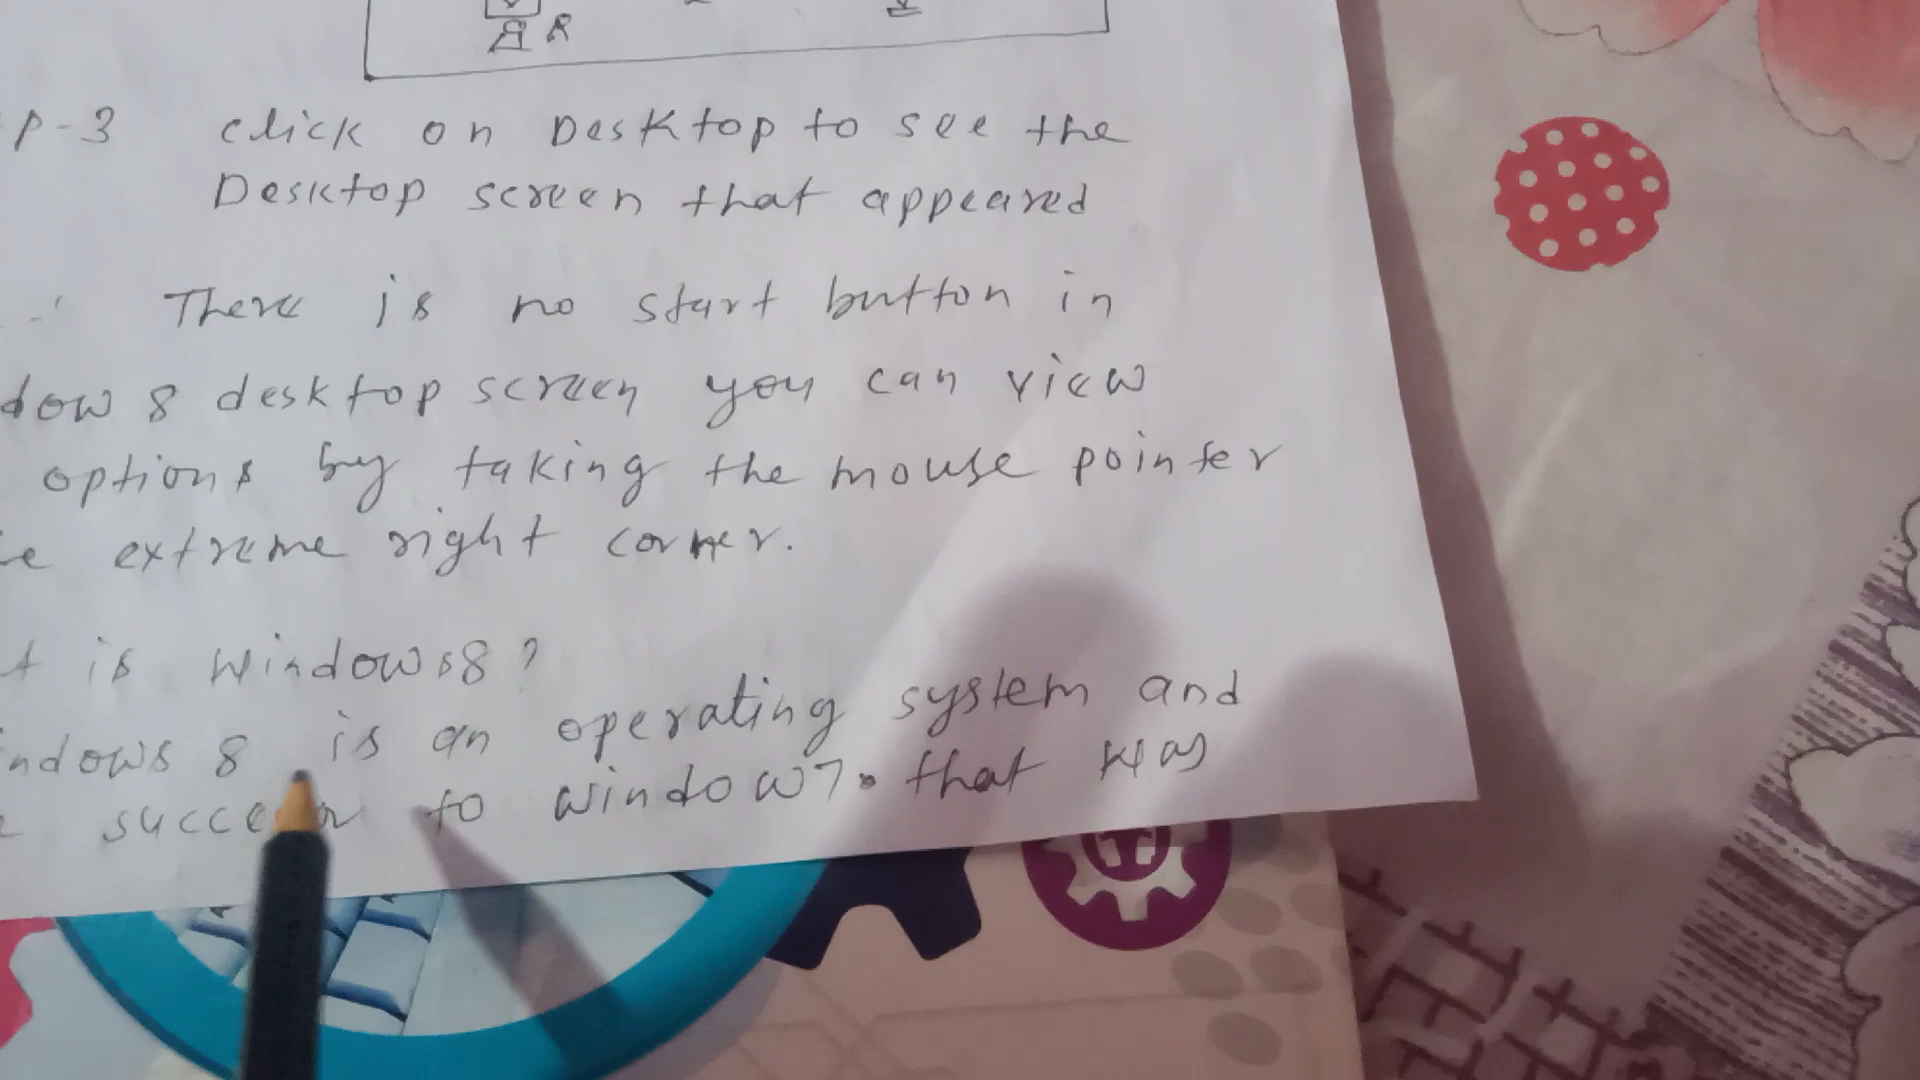 p-3 click on Desktop to see the
Desktop screen that appeared
There is no start button in
dow 8 desktop screen you can view
options by taking the mouse pointer
e extreme right corner.
t is Windows8?
ndows 8 is an operating system and
to window7. that was